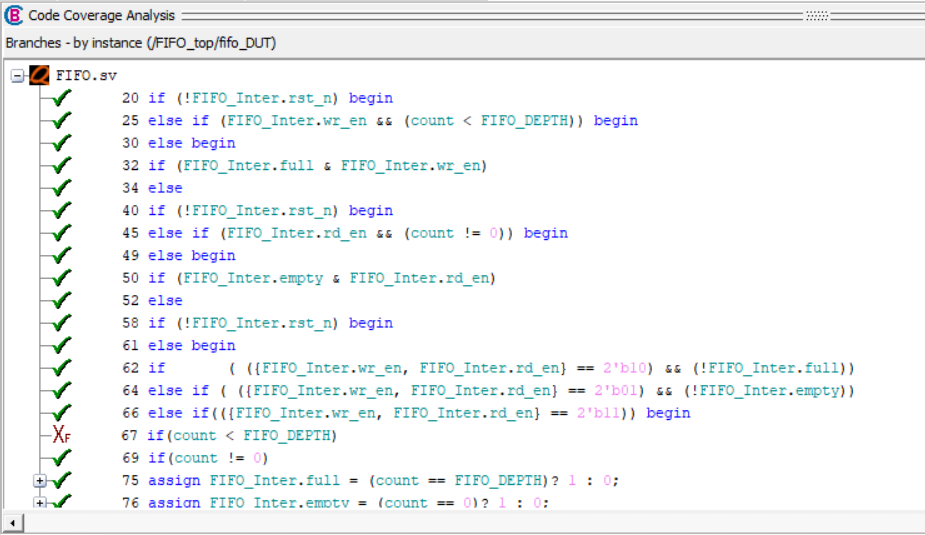 Code Coverage Analysis
Branches - by instance (/FIFO_top/fifo_DUT)
FIFO.sv
20 if (!FIFO_Inter.rst_n) begin
25 else if (FIFO_Inter.wr_en && (count < FIFO_DEPTH)) begin
30 else begin
32 if (FIFO_Inter.full & FIFO_Inter.wr_en)
34 else
40 if (!FIFO_Inter.rst_n) begin
45 else if (FIFO_Inter.rd_en && (count != 0)) begin
49 else begin
50 if (FIFO_Inter.empty & FIFO_Inter.rd_en)
52 else
58 if (!FIFO_Inter.rst_n) begin
61 else begin
62 if ( ({FIFO_Inter.wr_en, FIFO_Inter.rd_en} == 2'b10) && (!FIFO_Inter.full))
64 else if ( ({FIFO_Inter.wr_en, FIFO_Inter.rd_en} == 2'b01) && (!FIFO_Inter.empty))
66 else if(({FIFO_Inter.wr_en, FIFO_Inter.rd_en} == 2'b11)) begin
XF 67 if(count < FIFO_DEPTH)
69 if(count != 0)
75 assign FIFO_Inter.full = (count == FIFO_DEPTH)? 1 : 0;
76 assign FIFO_Inter.empty = (count == 0)? 1 : 0;